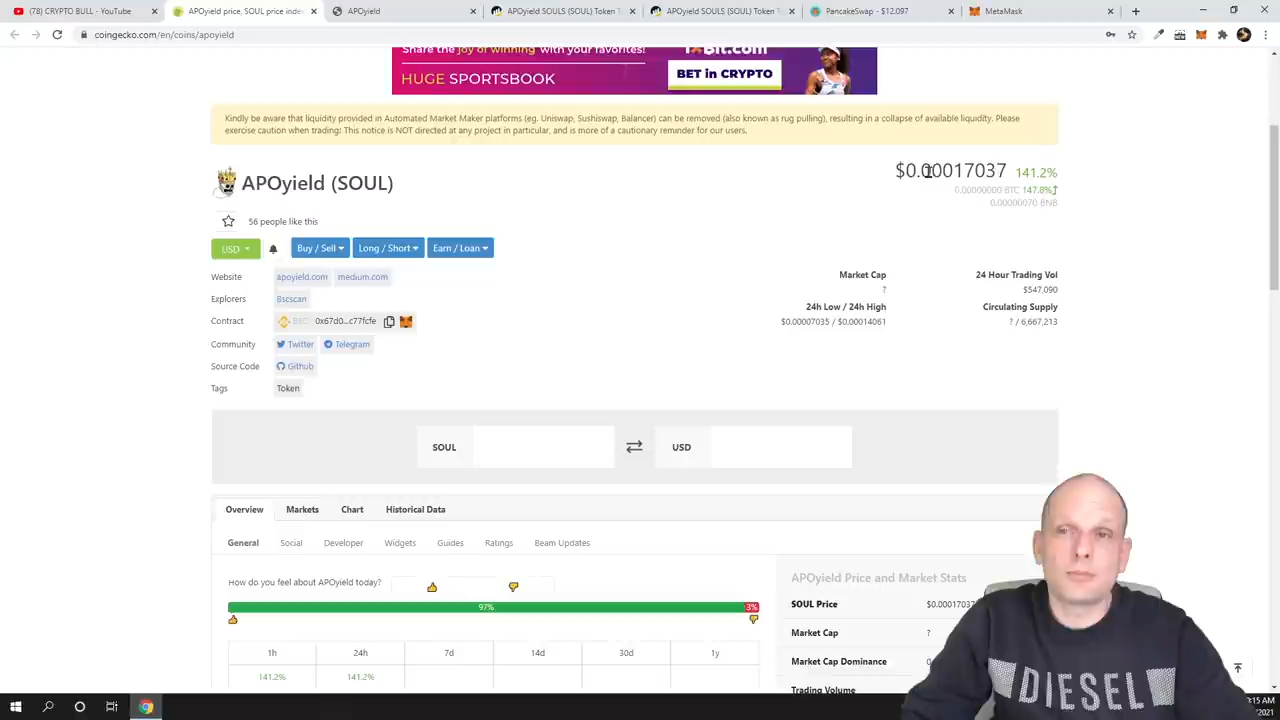 (78) CRYPTO BULL - YouTube
APOyield price, SOUL price index
APOyield
APOyield SOULS (SOUL) Token T
APOyield SOULS (SOUL) Token T
PancakeSwap - $12.097
MetaMask
coingecko.com/en/coins/apoyield
Share the joy of winning with your favorites!
HUGE SPORTSBOOK
BET in CRYPTO
Kindly be aware that liquidity provided in Automated Market Maker platforms (eg. Uniswap, Sushiswap, Balancer) can be removed (also known as rug pulling), resulting in a collapse of available liquidity. Please
exercise caution when trading! This notice is NOT directed at any project in particular, and is more of a cautionary reminder for our users.
APOyield (SOUL)
$0.00017037 141.2%
0.00000000 BTC 147.8%
0.00000070 BNB
56 people like this
USD
Buy / Sell
Long / Short
Earn / Loan
Website apoyield.com medium.com
Explorers Bscscan
Contract BSC 0x67d0...c77fcfe
Community Twitter Telegram
Source Code Github
Tags Token
Market Cap
?
24 Hour Trading Vol
$547,090
24h Low / 24h High
$0.00007035 / $0.00014061
Circulating Supply
? / 6,667,213
SOUL
USD
Overview Markets Chart Historical Data
General Social Developer Widgets Guides Ratings Beam Updates
How do you feel about APOyield today?
97%
3%
1h 24h 7d 14d 30d 1y
141.2% 141.2%
APOyield Price and Market Stats
SOUL Price $0.00017037
Market Cap ?
Market Cap Dominance
Trading Volume
DIESEL